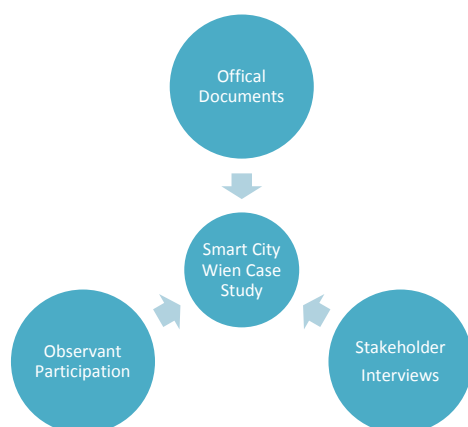 Offical
Documents
Smart City
Wien Case
Study
Observant
Participation
Stakeholder
Interviews